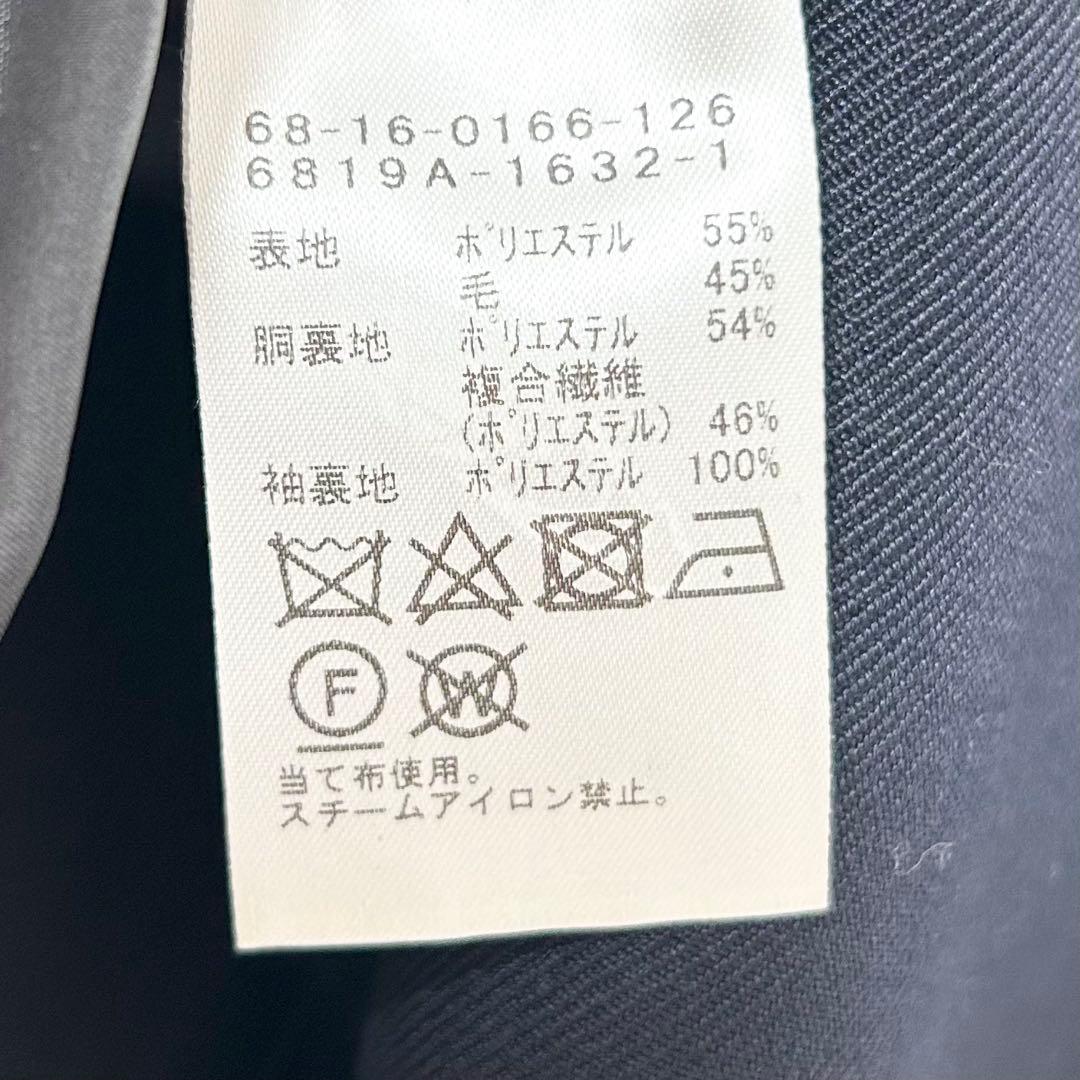 68-16-0166-126
6819A-1632-1
表地 ポリエステル 55%
毛 45%
胴裏地 ポリエステル 54%
複合繊維
(ポリエステル) 46%
袖裏地 ポリエステル 100%
F W
当て布使用。
スチームアイロン禁止。